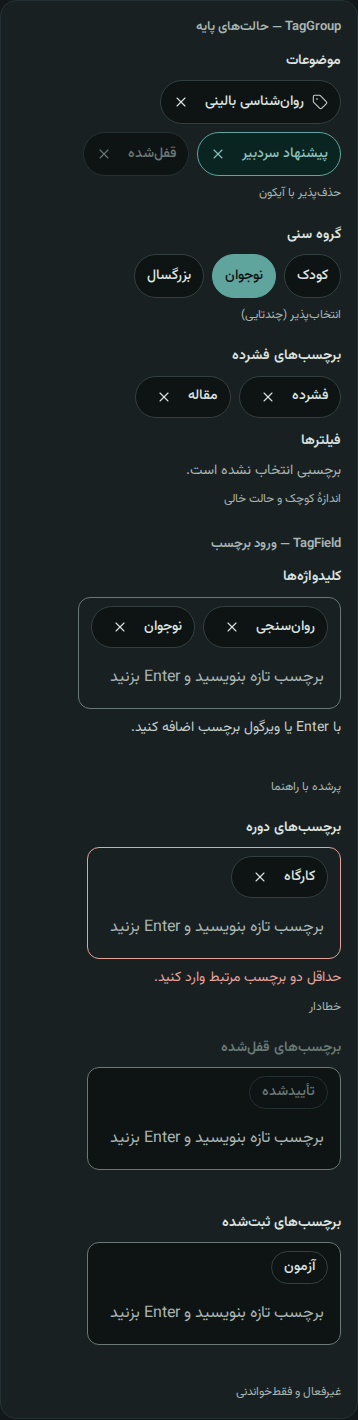 TagGroup — حالت‌های پایه
موضوعات
روان‌شناسی بالینی
پیشنهاد سردبیر قفل‌شده
حذف‌پذیر با آیکون
گروه سنی
کودک نوجوان بزرگسال
انتخاب‌پذیر (چندتایی)
برچسب‌های فشرده
فشرده مقاله
فیلترها
برچسبی انتخاب نشده است.
اندازهٔ کوچک و حالت خالی
TagField — ورود برچسب
کلیدواژه‌ها
روان‌سنجی نوجوان
برچسب تازه بنویسید و Enter بزنید
با Enter یا ویرگول برچسب اضافه کنید.
پرشده با راهنما
برچسب‌های دوره
کارگاه
برچسب تازه بنویسید و Enter بزنید
حداقل دو برچسب مرتبط وارد کنید.
خطادار
برچسب‌های قفل‌شده
تأییدشده
برچسب تازه بنویسید و Enter بزنید
برچسب‌های ثبت‌شده
آزمون
برچسب تازه بنویسید و Enter بزنید
غیرفعال و فقط‌خواندنی